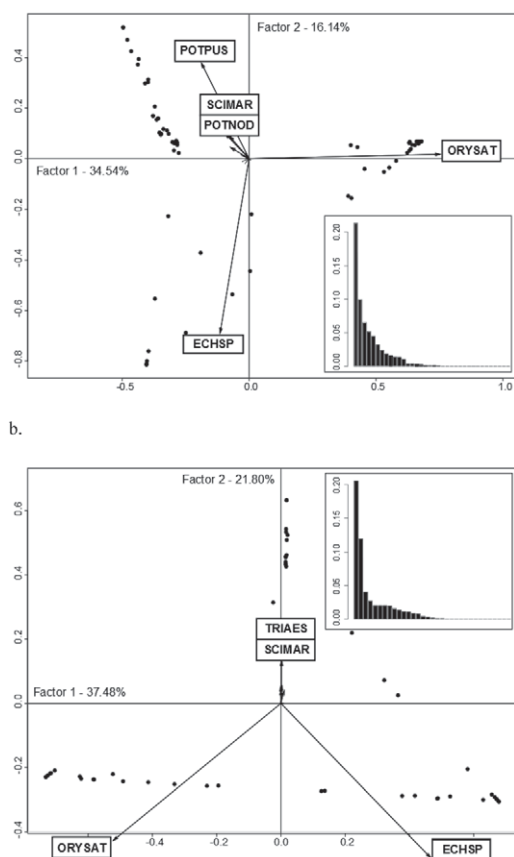 Factor 2 - 16.14%
POTPUS
SCIMAR
POTNOD
ORYSAT
Factor 1 - 34.54%
ECHSP
0.4
0.2
0.0
-0.2
-0.4
-0.6
-0.8
-0.5
0.0
0.5
1.0
0.20
0.15
0.10
0.05
0.00
b.
Factor 2 - 21.80%
TRIAES
SCIMAR
Factor 1 - 37.48%
ORYSAT
ECHSP
0.6
0.4
0.2
0.0
-0.2
-0.4
0.0
0.2
0.20
0.15
0.10
0.05
0.00